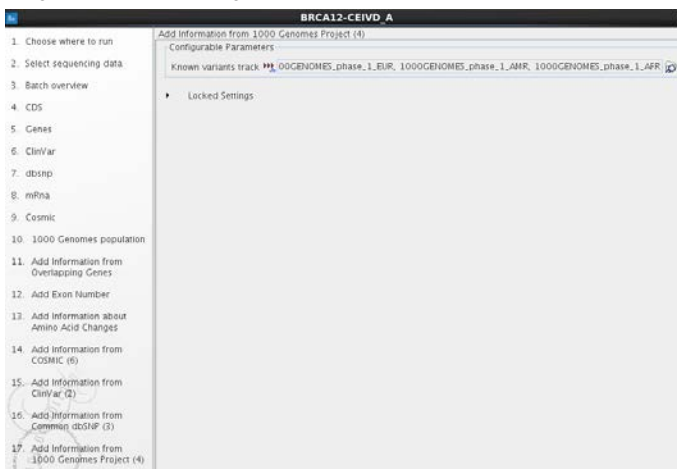 BRCA12-CEIVD_A
1. Choose where to run
2. Select sequencing data
3. Batch overview
4. CDS
5. Genes
6. ClinVar
7. dbsnp
8. mRna
9. Cosmic
10. 1000 Genomes population
11. Add Information from
Overlapping Genes
12. Add Exon Number
13. Add Information about
Amino Acid Changes
14. Add Information from
COSMIC (6)
15. Add Information from
ClinVar (2)
16. Add Information from
Common dbSNP (3)
17. Add Information from
1000 Genomes Project (4)
Add Information from 1000 Genomes Project (4)
Configurable Parameters
Known variants track 00GENOMES_phase_1_EUR, 1000GENOMES_phase_1_AMR, 1000GENOMES_phase_1_AFR
Locked Settings